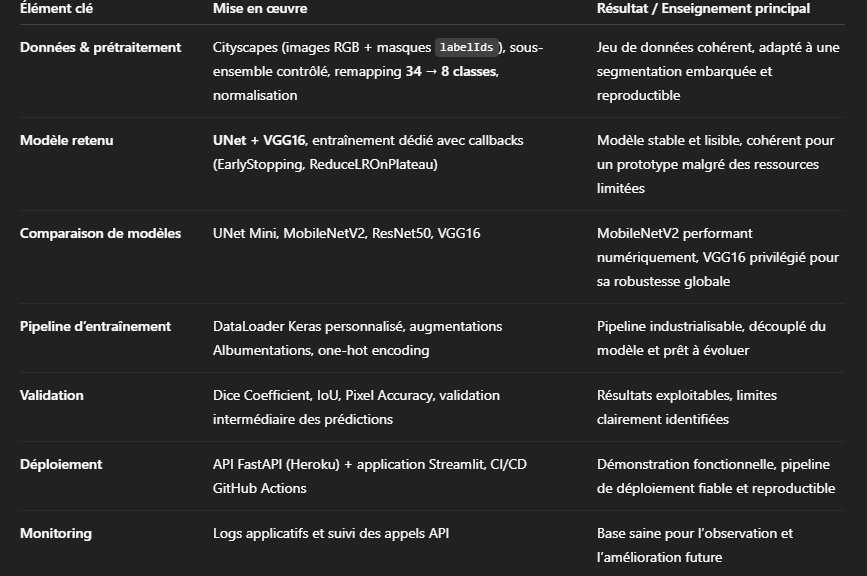 Élément clé Mise en œuvre Résultat / Enseignement principal
Données & prétraitement Cityscapes (images RGB + masques labelIds), sous- Jeu de données cohérent, adapté à une
ensemble contrôlé, remapping 34 → 8 classes, segmentation embarquée et
normalisation reproductible
Modèle retenu UNet + VGG16, entraînement dédié avec callbacks Modèle stable et lisible, cohérent pour
(EarlyStopping, ReduceLROnPlateau) un prototype malgré des ressources
limitées
Comparaison de modèles UNet Mini, MobileNetV2, ResNet50, VGG16 MobileNetV2 performant
numériquement, VGG16 privilégié pour
sa robustesse globale
Pipeline d’entraînement DataLoader Keras personnalisé, augmentations Pipeline industrialisable, découplé du
Albumentations, one-hot encoding modèle et prêt à évoluer
Validation Dice Coefficient, IoU, Pixel Accuracy, validation Résultats exploitables, limites
intermédiaire des prédictions clairement identifiées
Déploiement API FastAPI (Heroku) + application Streamlit, CI/CD Démonstration fonctionnelle, pipeline
GitHub Actions de déploiement fiable et reproductible
Monitoring Logs applicatifs et suivi des appels API Base saine pour l’observation et
l’amélioration future